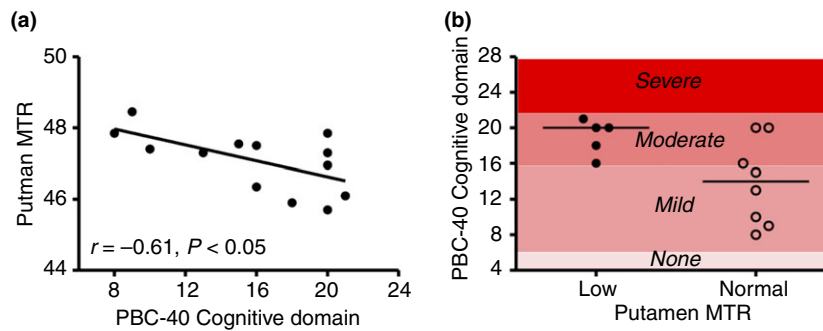 (a)
50
48
46
44
Putman MTR
r = –0.61, P < 0.05
8
12
16
20
24
PBC-40 Cognitive domain
(b)
28
24
20
16
12
8
4
PBC-40 Cognitive domain
Severe
Moderate
Mild
None
Low
Normal
Putamen MTR